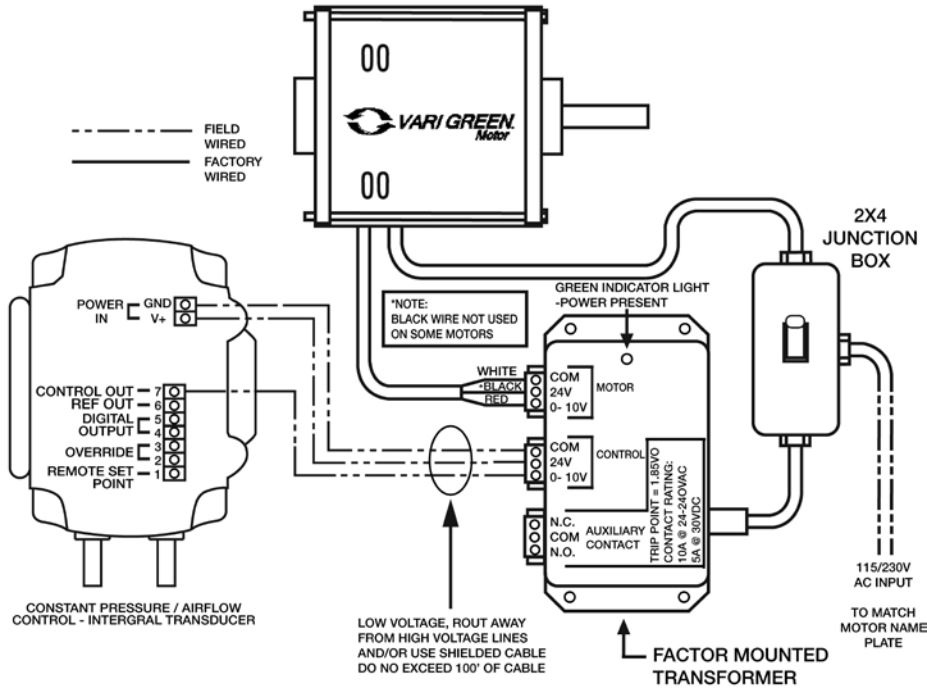 VARI GREEN.
Motor
FIELD
WIRED
FACTORY
WIRED
2X4
JUNCTION
BOX
GREEN INDICATOR LIGHT
-POWER PRESENT
*NOTE:
BLACK WIRE NOT USED
ON SOME MOTORS
POWER
IN
GND
V+
CONTROL OUT 7
REF OUT 6
DIGITAL
OUTPUT
5
4
OVERRIDE
3
2
REMOTE SET
POINT
1
WHITE
*BLACK
RED
COM
24V
0- 10V
MOTOR
COM
24V
0- 10V
CONTROL
N.C.
COM
N.O.
AUXILIARY
CONTACT
TRIP POINT = 1.85VO
CONTACT RATING:
10A @ 24-24OVAC
5A @ 30VDC
CONSTANT PRESSURE / AIRFLOW
CONTROL - INTERGRAL TRANSDUCER
LOW VOLTAGE, ROUT AWAY
FROM HIGH VOLTAGE LINES
AND/OR USE SHIELDED CABLE
DO NO EXCEED 100' OF CABLE
115/230V
AC INPUT
TO MATCH
MOTOR NAME
PLATE
FACTOR MOUNTED
TRANSFORMER